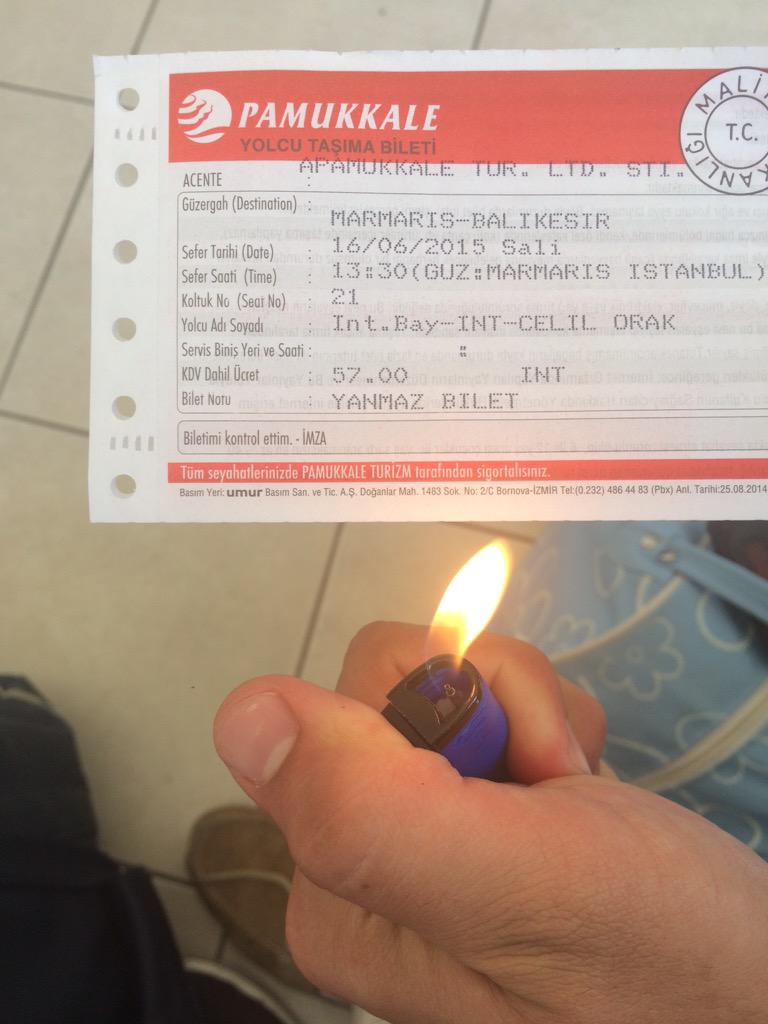 PAMUKKALE
YOLCU TAŞIMA BİLETİ
MALİ
T.C.
KANLIĞI
ACENTE : APAMUKKALE TUR. LTD. STI.
Güzergah (Destination) : MARMARIS-BALIKESIR
Sefer Tarihi (Date) : 16/06/2015 Sali
Sefer Saati (Time) : 13:30(GUZ:MARMARIS ISTANBUL)
Koltuk No (Seat No) : 21
Yolcu Adı Soyadı : Int.Bay-INT-CELIL ORAK
Servis Biniş Yeri ve Saati : :
KDV Dahil Ücret : 57.00 INT
Bilet Notu : YANMAZ BILET
Biletimi kontrol ettim. - İMZA
Tüm seyahatlerinizde PAMUKKALE TURİZM tarafından sigortalısınız.
Basım Yeri: umur Basım San. ve Tic. A.Ş. Doğanlar Mah. 1483 Sok. No: 2/C Bornova-İZMİR Tel:(0.232) 486 44 83 (Pbx) Anl. Tarihi:25.08.2014